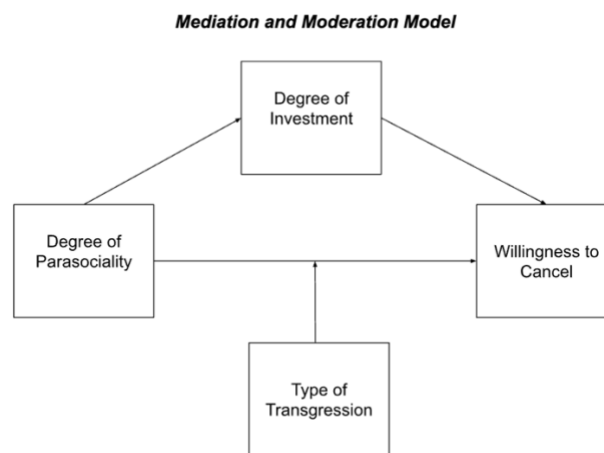 Mediation and Moderation Model
Degree of
Investment
Degree of
Parasociality
Willingness to
Cancel
Type of
Transgression